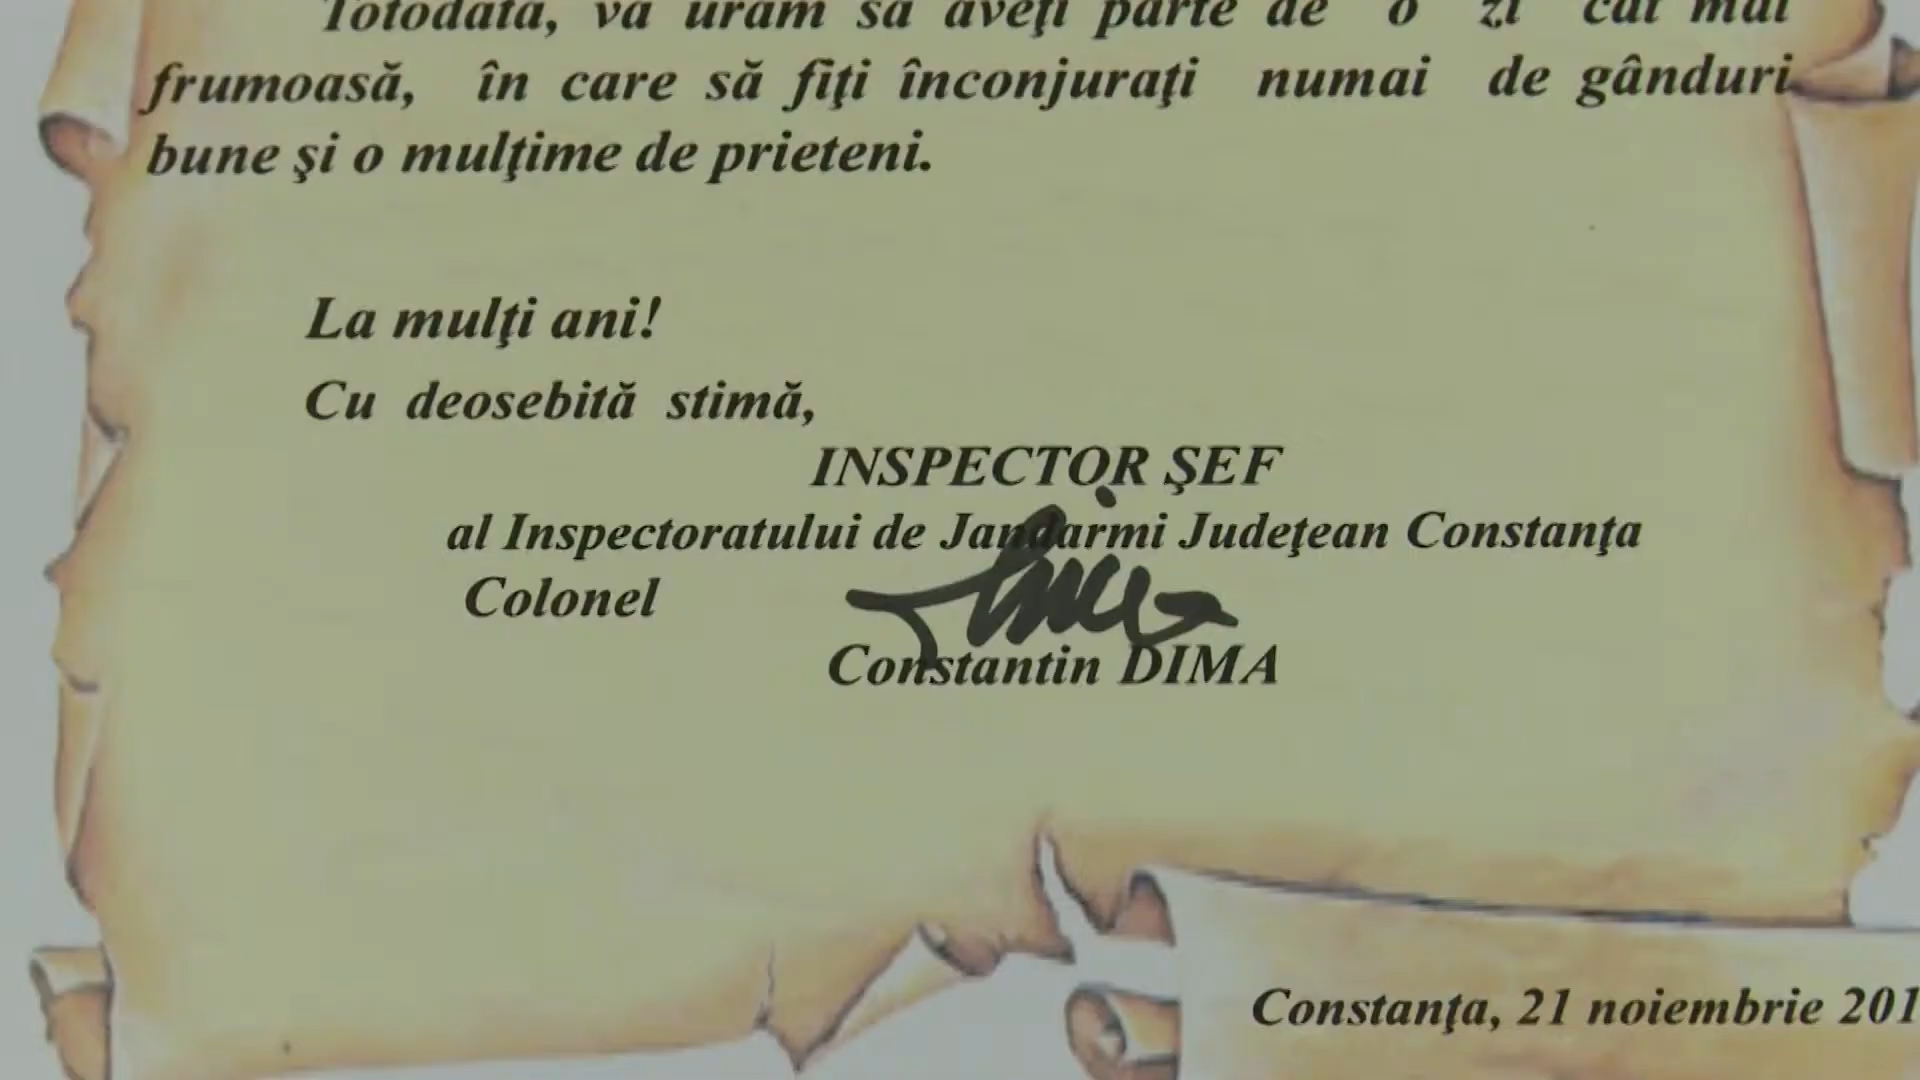 Totodată, vă urăm să aveţi parte de o zi cât mai
frumoasă, în care să fiţi înconjuraţi numai de gânduri
bune şi o mulţime de prieteni.
La mulţi ani!
Cu deosebită stimă,
INSPECTOR ŞEF
al Inspectoratului de Jandarmi Judeţean Constanţa
Colonel
Constantin DIMA
Constanţa, 21 noiembrie 201